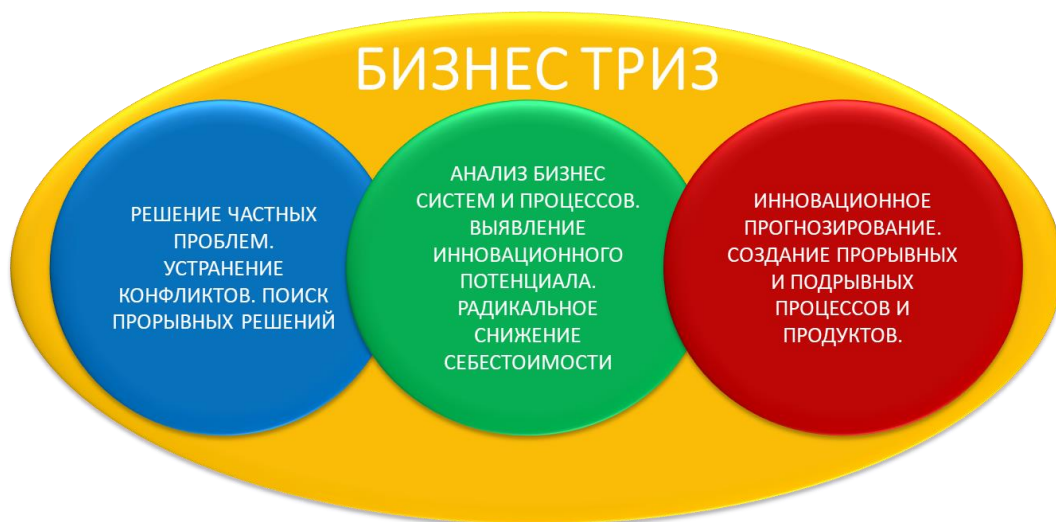 БИЗНЕС ТРИЗ
РЕШЕНИЕ ЧАСТНЫХ
ПРОБЛЕМ.
УСТРАНЕНИЕ
КОНФЛИКТОВ. ПОИСК
ПРОРЫВНЫХ РЕШЕНИЙ
АНАЛИЗ БИЗНЕС
СИСТЕМ И ПРОЦЕССОВ.
ВЫЯВЛЕНИЕ
ИННОВАЦИОННОГО
ПОТЕНЦИАЛА.
РАДИКАЛЬНОЕ
СНИЖЕНИЕ
СЕБЕСТОИМОСТИ
ИННОВАЦИОННОЕ
ПРОГНОЗИРОВАНИЕ.
СОЗДАНИЕ ПРОРЫВНЫХ
И ПОДРЫВНЫХ
ПРОЦЕССОВ И
ПРОДУКТОВ.